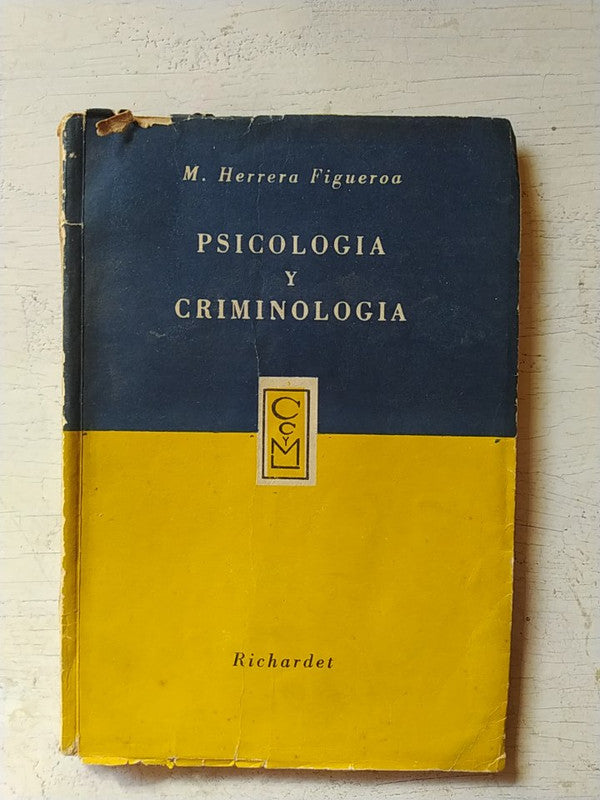 M. Herrera Figueroa
PSICOLOGIA
Y
CRIMINOLOGIA
C
C
Y
M
Richardet